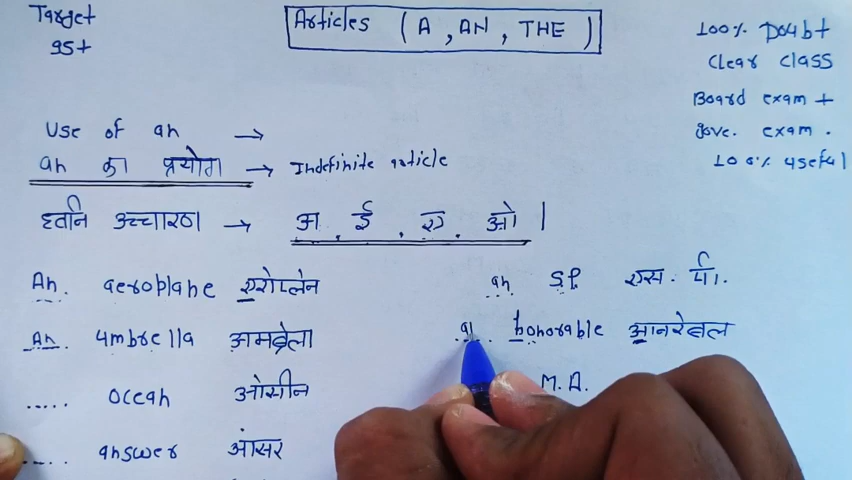 Target
95+
Articles (A, AN, THE)
100% Doubt
Clear class
Board exam +
gove. exam.
100% useful
Use of an →
an का प्रयोग → Indefinite article
ध्वनि उच्चारण → अ, ई, ए, ओ |
An. aeroplane एरोप्लेन
an S.P. एस. पी.
An. umbrella अमब्रेला
a honorable आनरेबल
..... ocean ओसीन
M.A.
..... answer आंसर